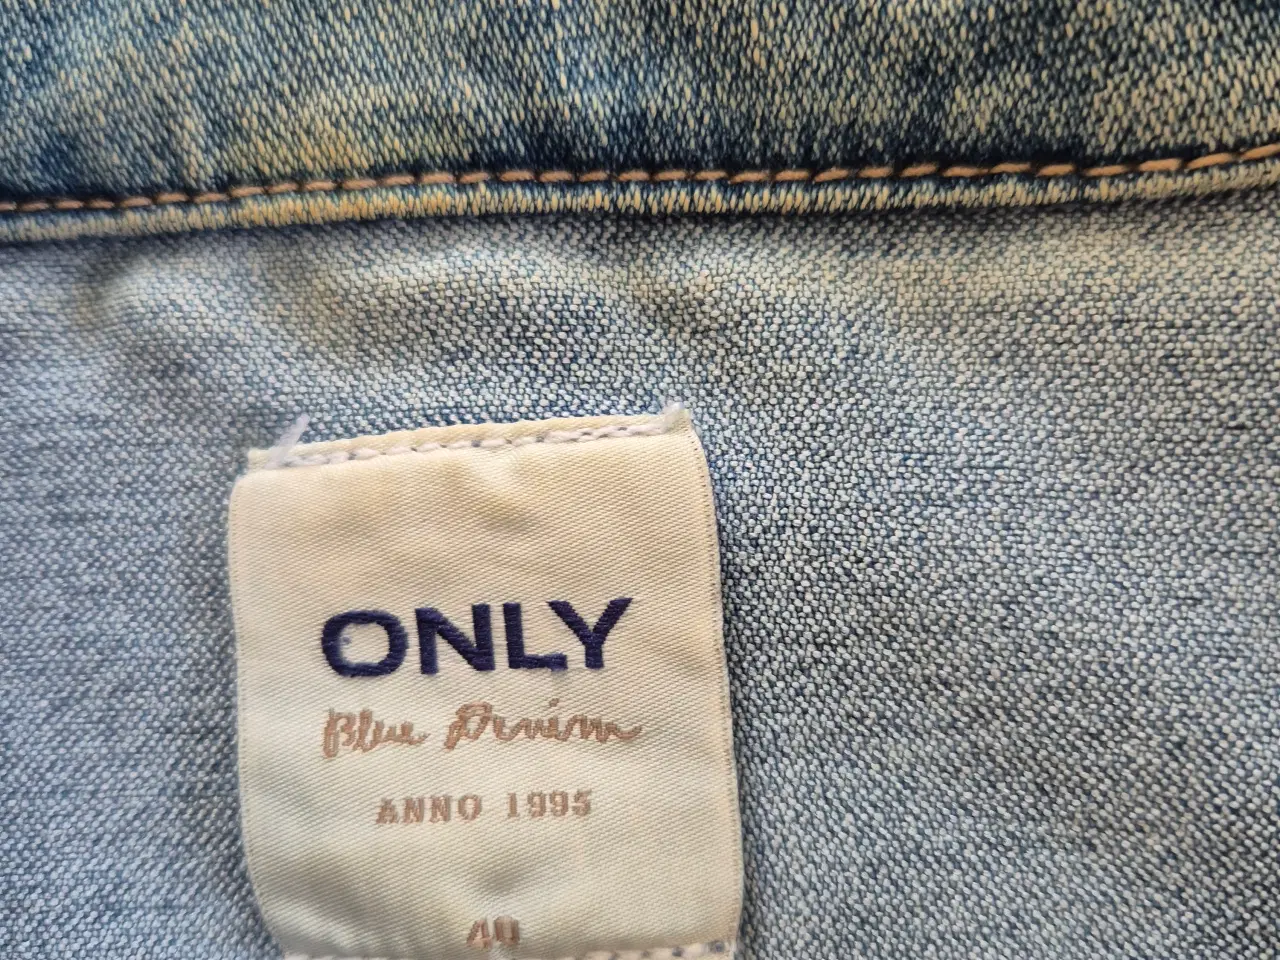 ONLY
Blue Denim
ANNO 1995
40